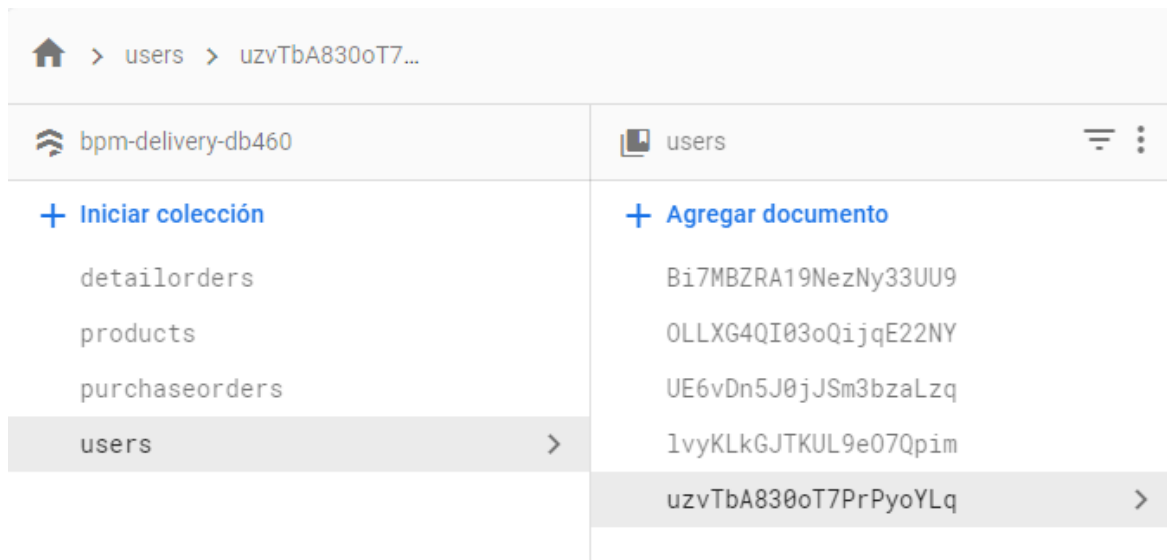 users uzvTbA830oT7…
bpm-delivery-db460
users
Iniciar colección
Agregar documento
detailorders
products
purchaseorders
users
Bi7MBZRA19NezNy33UU9
OLLXG4QI03oQijqE22NY
UE6vDn5J0jJSm3bzaLzq
lvyKLkGJTKUL9eO7Qpim
uzvTbA830oT7PrPyoYLq